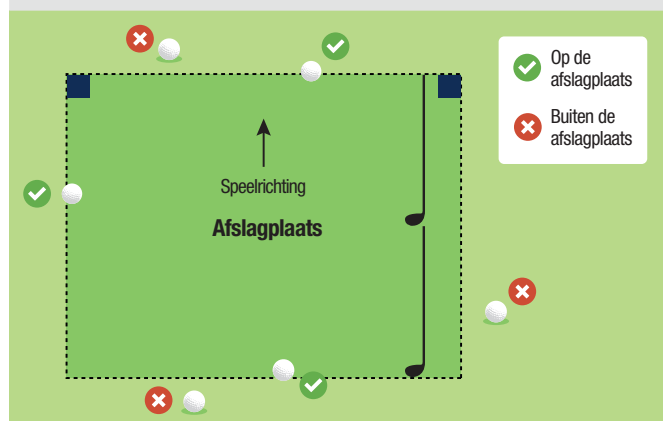 Op de
afslagplaats
Buiten de
afslagplaats
Speelrichting
Afslagplaats